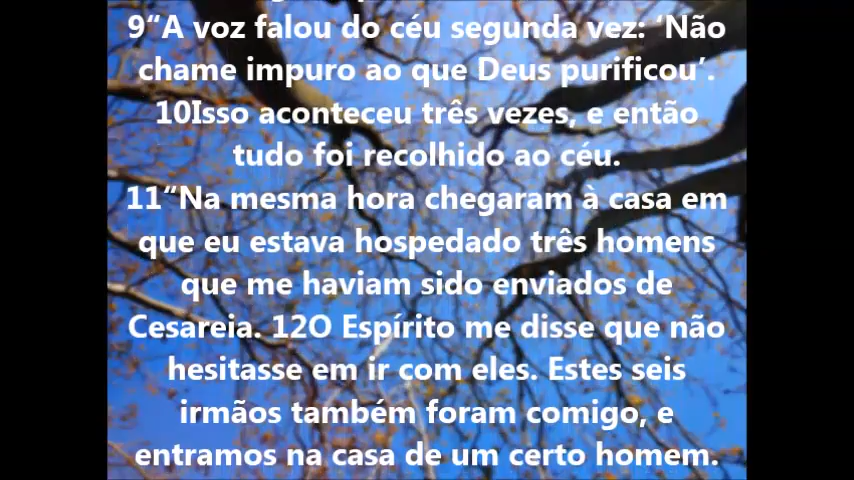 9“A voz falou do céu segunda vez: ‘Não
chame impuro ao que Deus purificou’.
10Isso aconteceu três vezes, e então
tudo foi recolhido ao céu.
11“Na mesma hora chegaram à casa em
que eu estava hospedado três homens
que me haviam sido enviados de
Cesareia. 12O Espírito me disse que não
hesitasse em ir com eles. Estes seis
irmãos também foram comigo, e
entramos na casa de um certo homem.